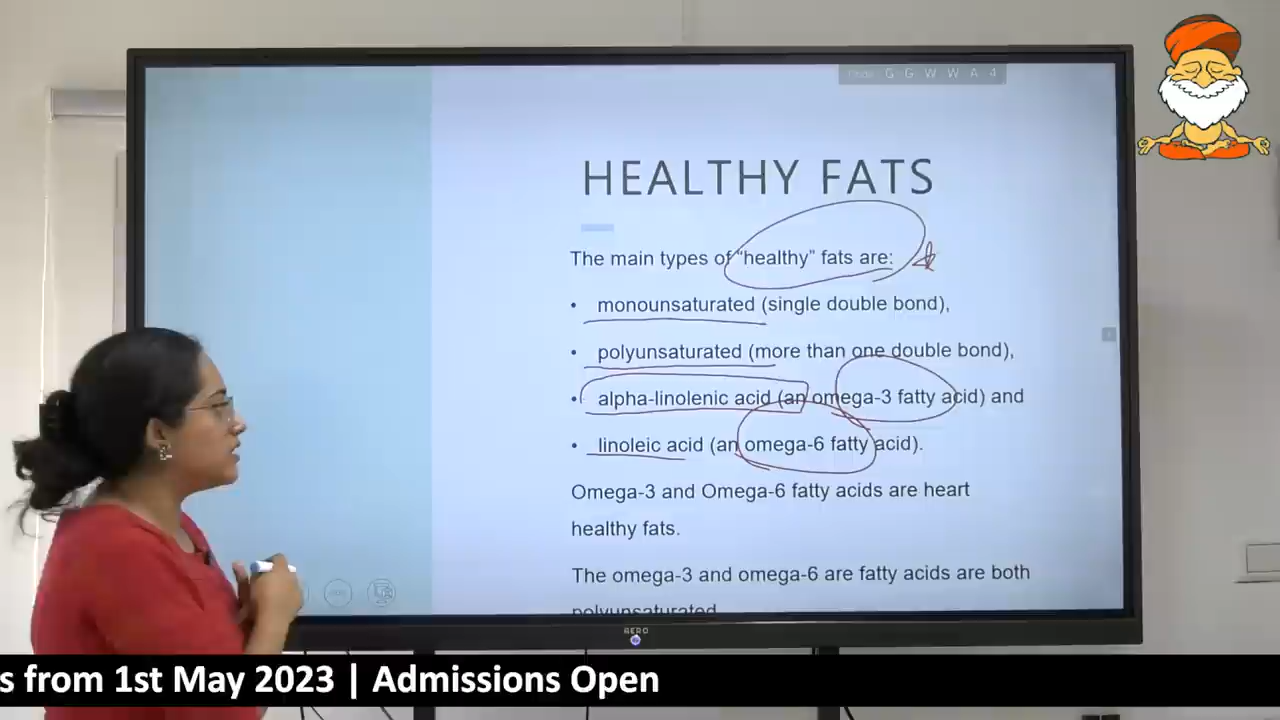 Code G G W W A 4
HEALTHY FATS
The main types of "healthy" fats are:
• monounsaturated (single double bond),
• polyunsaturated (more than one double bond),
• alpha-linolenic acid (an omega-3 fatty acid) and
• linoleic acid (an omega-6 fatty acid).
Omega-3 and Omega-6 fatty acids are heart
healthy fats.
The omega-3 and omega-6 are fatty acids are both
polyunsaturated
AERO
s from 1st May 2023 | Admissions Open